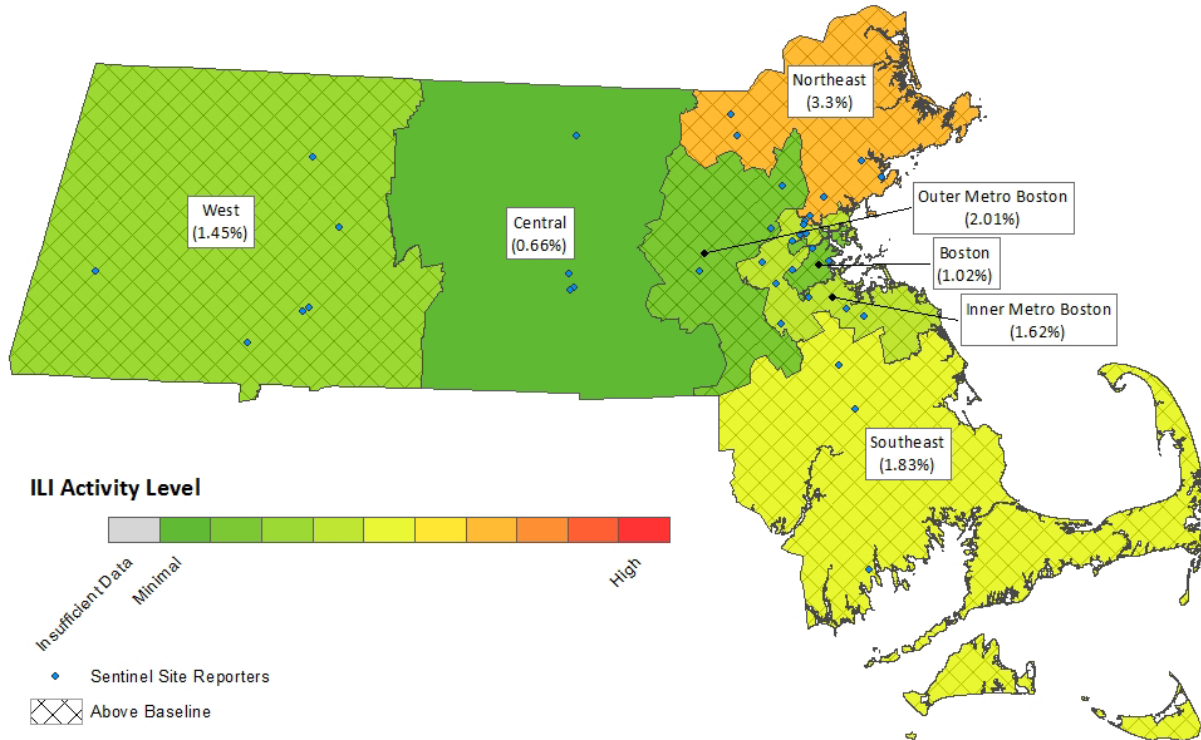 Northeast
(3.3%)
Outer Metro Boston
(2.01%)
West
(1.45%)
Central
(0.66%)
Boston
(1.02%)
Inner Metro Boston
(1.62%)
Southeast
(1.83%)
ILI Activity Level
Insufficient Data
Minimal
High
Sentinel Site Reporters
Above Baseline